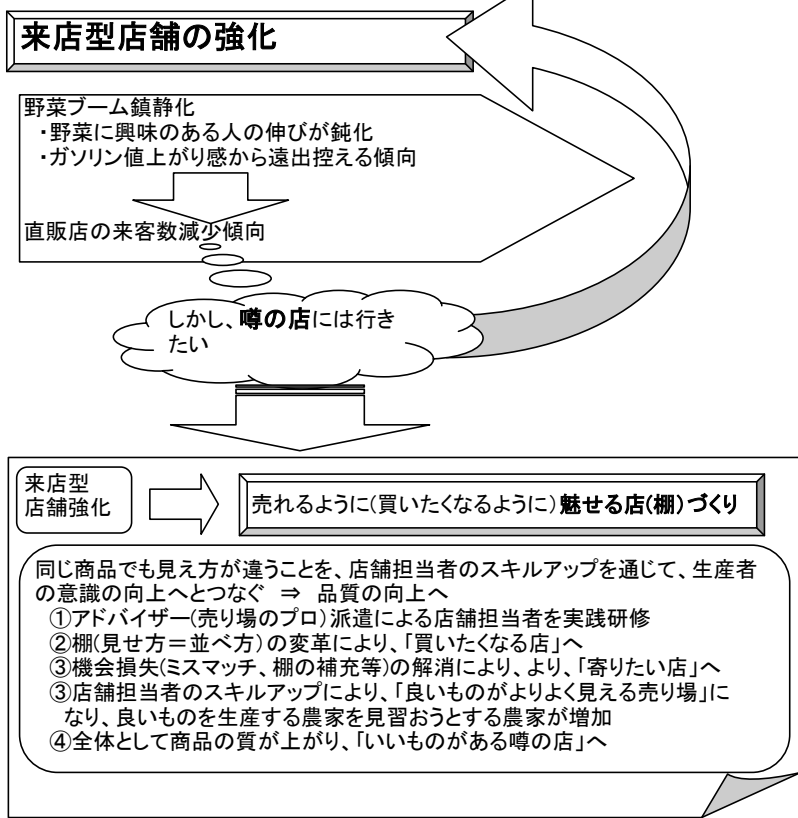 来店型店舗の強化
野菜ブーム鎮静化
・野菜に興味のある人の伸びが鈍化
・ガソリン値上がり感から遠出控える傾向
直販店の来客数減少傾向
しかし、噂の店には行き
たい
来店型
店舗強化
売れるように(買いたくなるように)魅せる店(棚)づくり
同じ商品でも見え方が違うことを、店舗担当者のスキルアップを通じて、生産者
の意識の向上へとつなぐ ⇒ 品質の向上へ
①アドバイザー(売り場のプロ)派遣による店舗担当者を実践研修
②棚(見せ方＝並べ方)の変革により、「買いたくなる店」へ
③機会損失(ミスマッチ、棚の補充等)の解消により、より、「寄りたい店」へ
③店舗担当者のスキルアップにより、「良いものがよりよく見える売り場」に
なり、良いものを生産する農家を見習おうとする農家が増加
④全体として商品の質が上がり、「いいものがある噂の店」へ